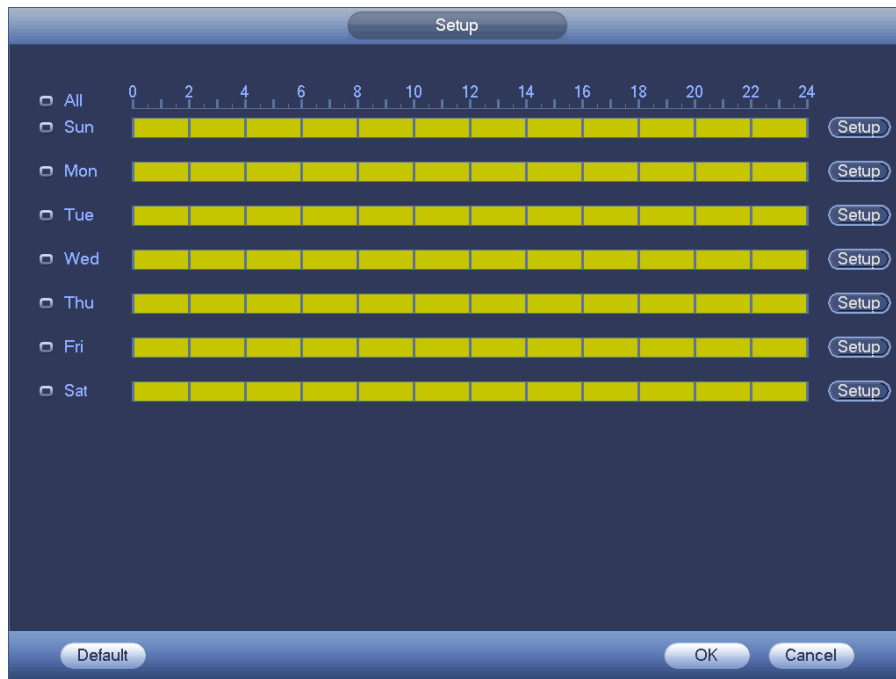 Setup
All 0 2 4 6 8 10 12 14 16 18 20 22 24
Sun Setup
Mon Setup
Tue Setup
Wed Setup
Thu Setup
Fri Setup
Sat Setup
Default OK Cancel